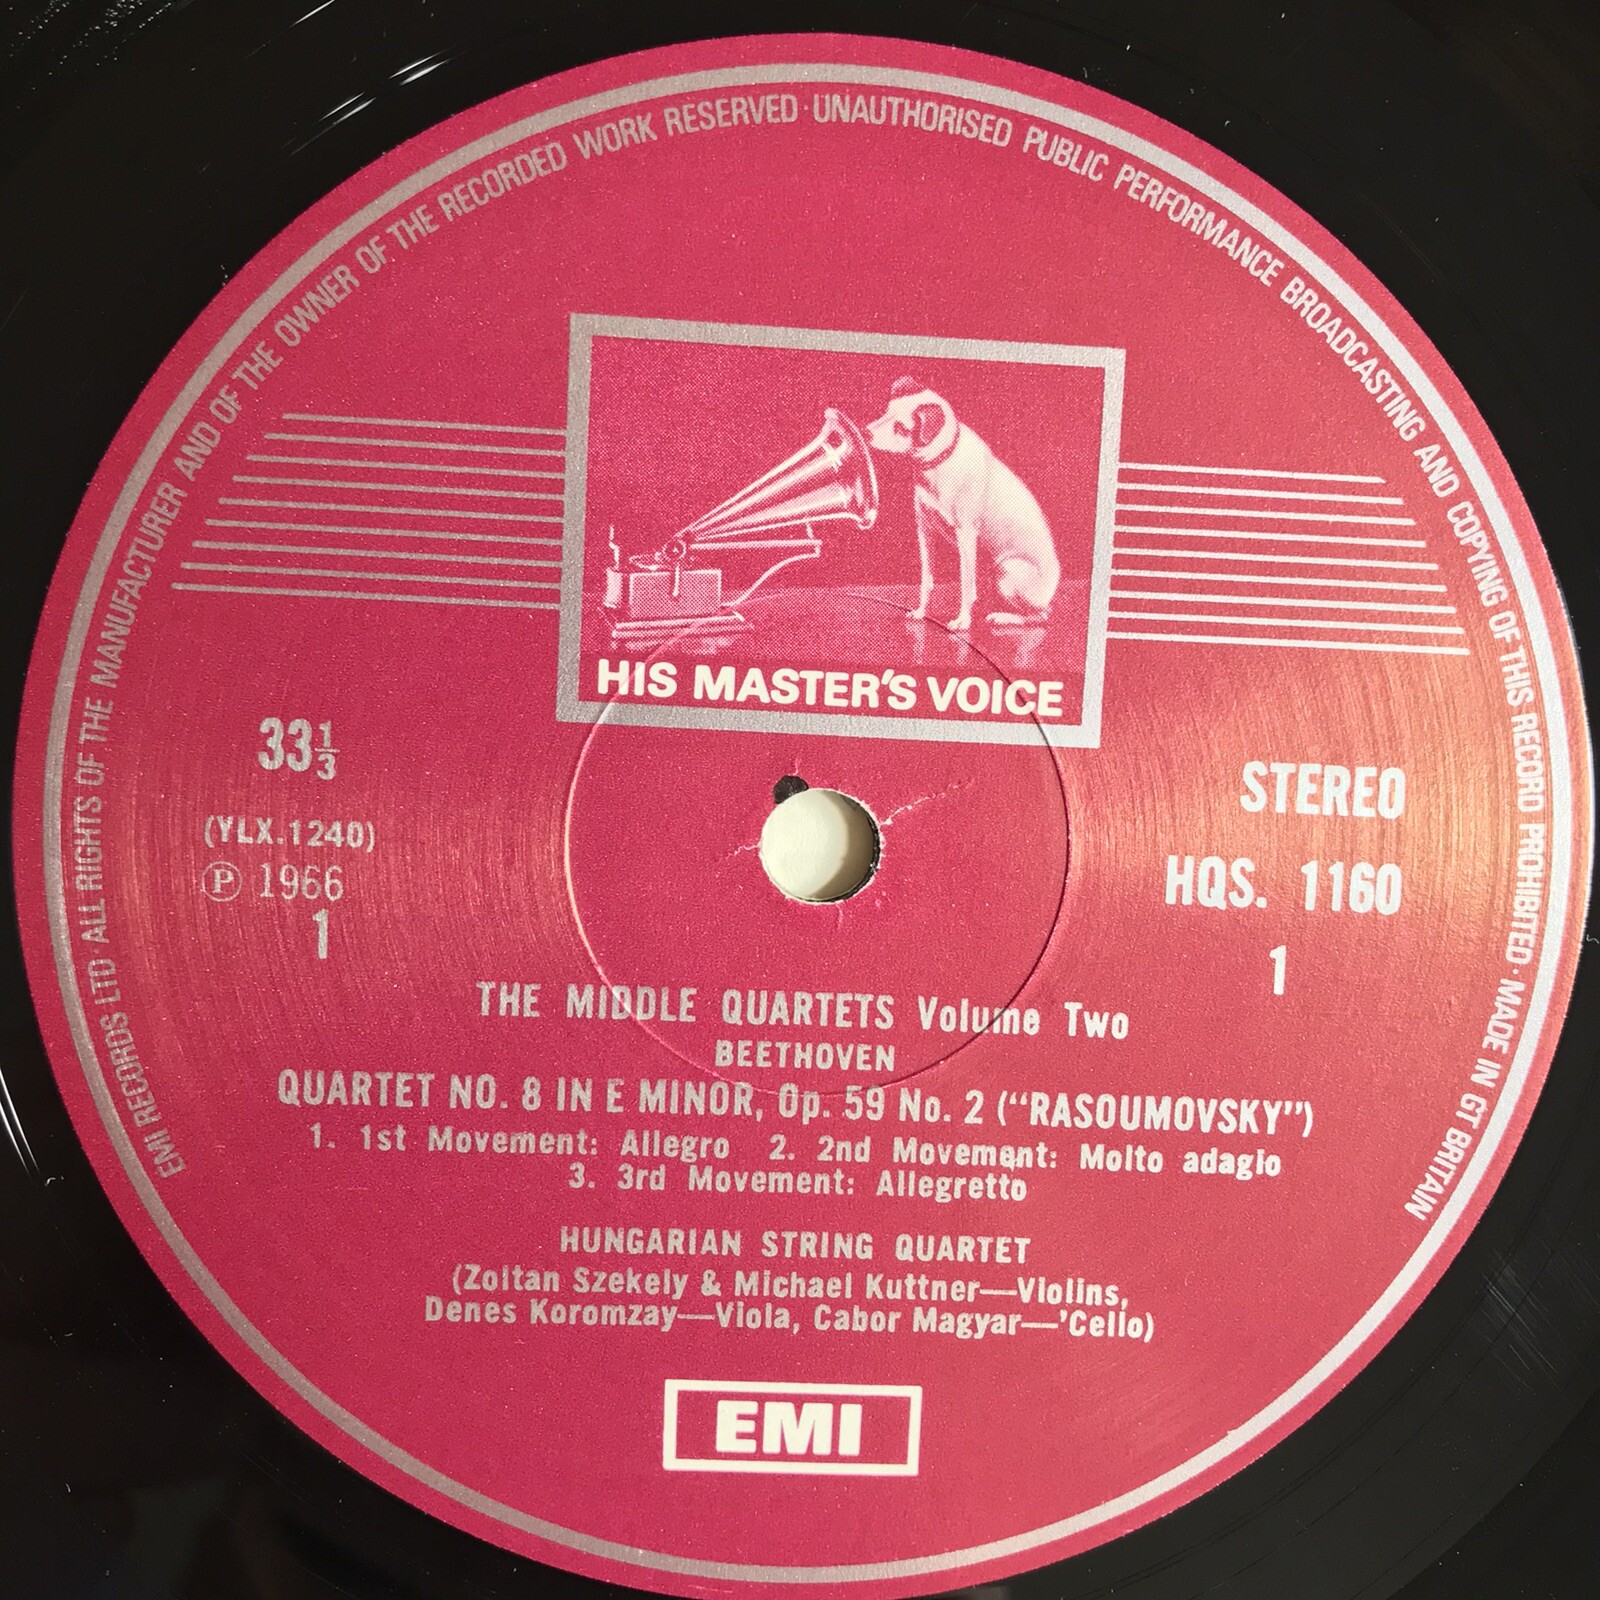 EMI RECORDS LTD · ALL RIGHTS OF THE MANUFACTURER AND OF THE OWNER OF THE RECORDED WORK RESERVED · UNAUTHORISED PUBLIC PERFORMANCE BROADCASTING AND COPYING OF THIS RECORD PROHIBITED · MADE IN GT BRITAIN
HIS MASTER'S VOICE
33⅓
(YLX.1240)
℗ 1966
1
STEREO
HQS. 1160
1
THE MIDDLE QUARTETS Volume Two
BEETHOVEN
QUARTET NO. 8 IN E MINOR, Op. 59 No. 2 (“RASOUMOVSKY”)
1. 1st Movement: Allegro 2. 2nd Movement: Molto adagio
3. 3rd Movement: Allegretto
HUNGARIAN STRING QUARTET
(Zoltan Szekely & Michael Kuttner—Violins,
Denes Koromzay—Viola, Cabor Magyar—'Cello)
EMI